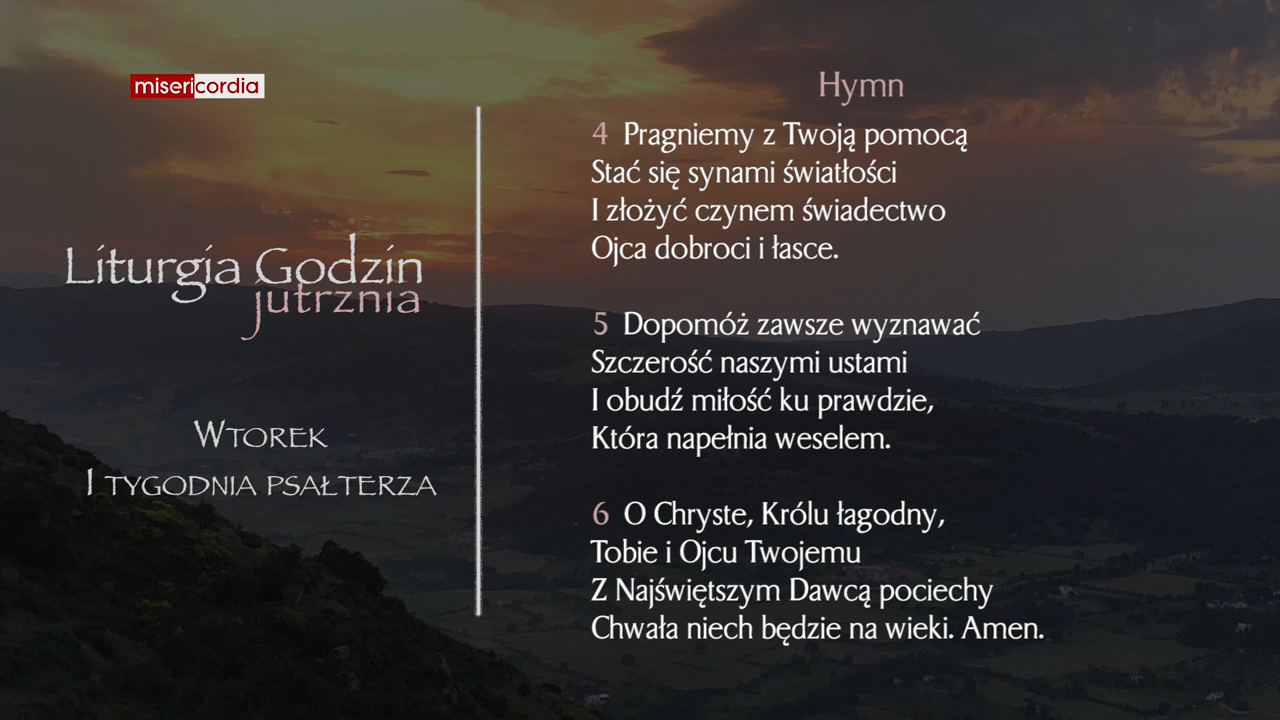 misericordia
Liturgia Godzin
jutrznia
Wtorek
I tygodnia psałterza
Hymn
4 Pragniemy z Twoją pomocą
Stać się synami światłości
I złożyć czynem świadectwo
Ojca dobroci i łasce.
5 Dopomóż zawsze wyznawać
Szczerość naszymi ustami
I obudź miłość ku prawdzie,
Która napełnia weselem.
6 O Chryste, Królu łagodny,
Tobie i Ojcu Twojemu
Z Najświętszym Dawcą pociechy
Chwała niech będzie na wieki. Amen.